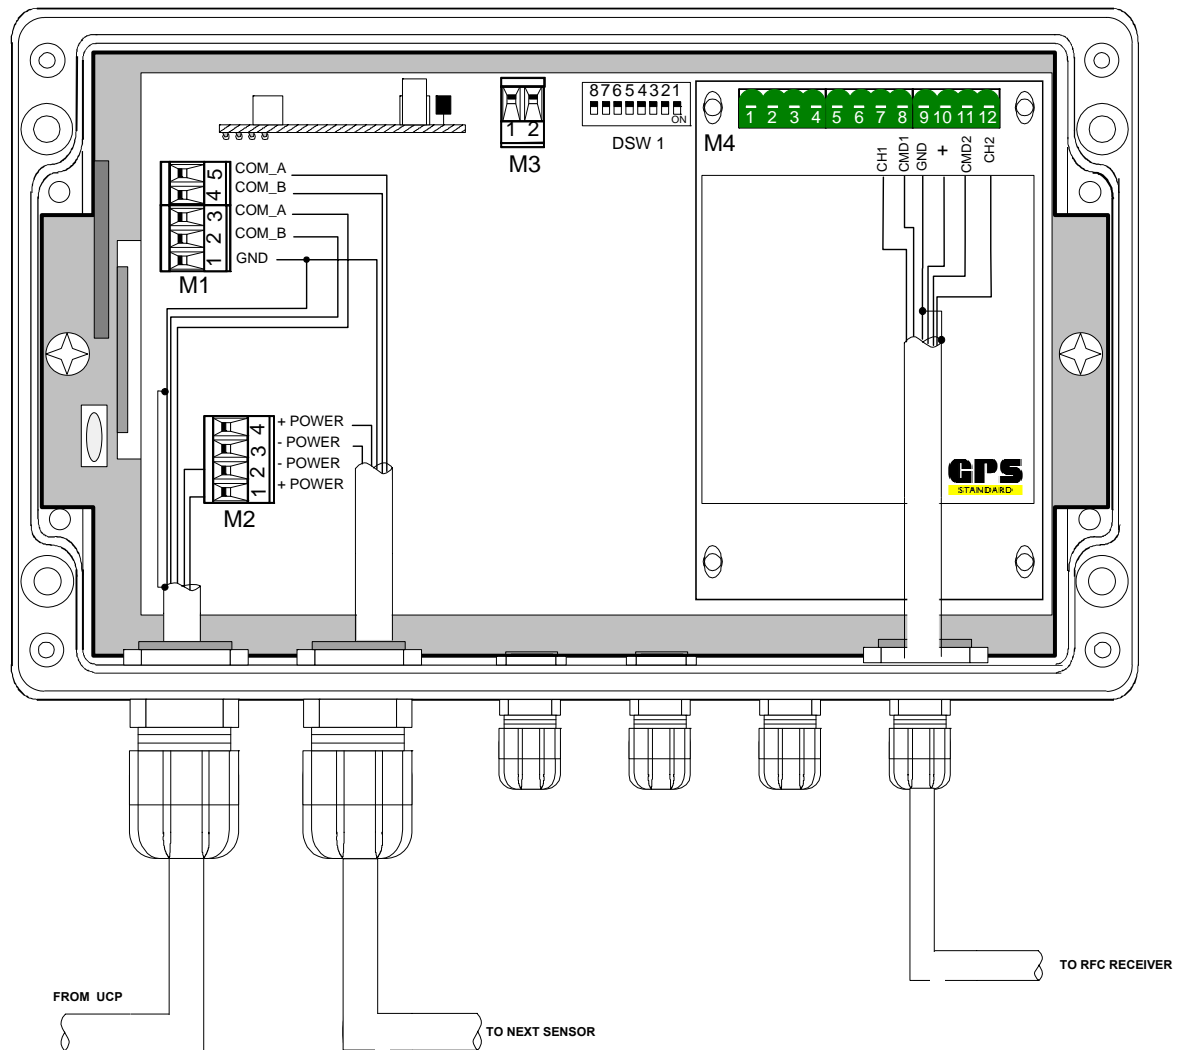 87654321
ON
DSW 1
1 2
M3
M4
1 2 3 4 5 6 7 8 9 10 11 12
CH1
CMD1
GND
+
CMD2
CH2
5 COM_A
4 COM_B
3 COM_A
2 COM_B
1 GND
M1
4 + POWER
3 - POWER
2 - POWER
1 + POWER
M2
GPS
STANDARD
TO RFC RECEIVER
FROM UCP
TO NEXT SENSOR